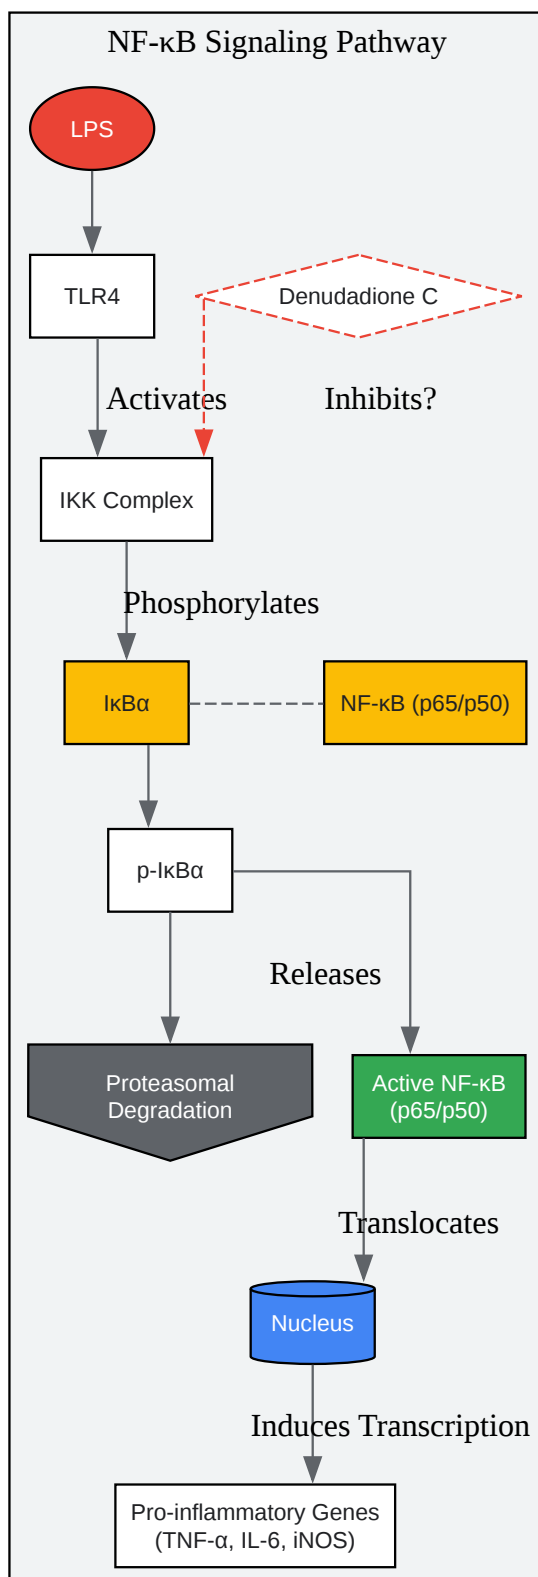 NF-κB Signaling Pathway
LPS
TLR4
Denudadione C
Activates
Inhibits?
IKK Complex
Phosphorylates
IκBα
NF-κB (p65/p50)
p-IκBα
Releases
Proteasomal
Degradation
Active NF-κB
(p65/p50)
Translocates
Nucleus
Induces Transcription
Pro-inflammatory Genes
(TNF-α, IL-6, iNOS)